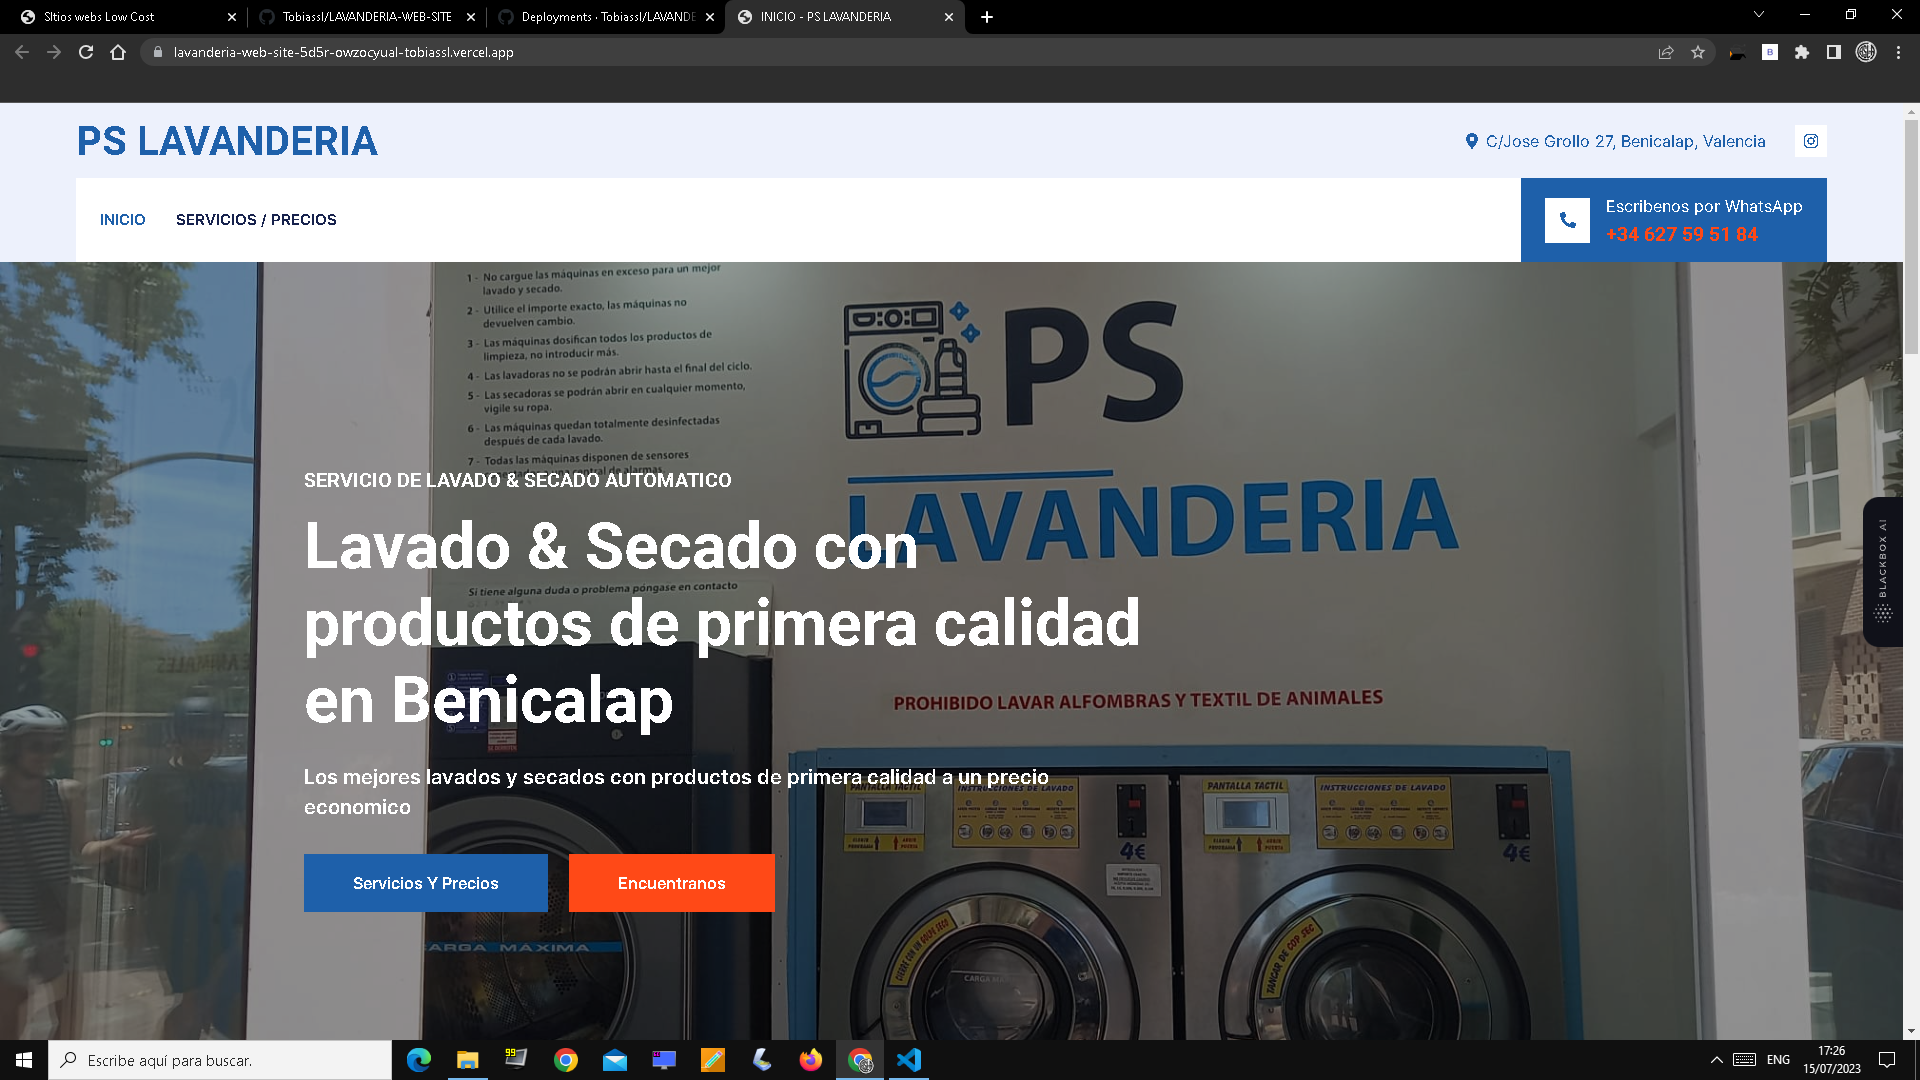 SItios webs Low Cost
Tobiassl/LAVANDERIA-WEB-SITE
Deployments · Tobiassl/LAVANDE
INICIO - PS LAVANDERIA
lavanderia-web-site-5d5r-owzocyual-tobiassl.vercel.app
PS LAVANDERIA
C/Jose Grollo 27, Benicalap, Valencia
INICIO
SERVICIOS / PRECIOS
Escribenos por WhatsApp
+34 627 59 51 84
1 - No cargue las máquinas en exceso para un mejor
lavado y secado.
2 - Utilice el importe exacto, las máquinas no
devuelven cambio.
3 - Las máquinas dosifican todos los productos de
limpieza, no introducir más.
4 - Las lavadoras no se podrán abrir hasta el final del ciclo.
5 - Las secadoras se podrán abrir en cualquier momento,
vigile su ropa.
6 - Las máquinas quedan totalmente desinfectadas
después de cada lavado.
7 - Todas las máquinas disponen de sensores
central de alarmas.
PS
LAVANDERIA
SERVICIO DE LAVADO & SECADO AUTOMATICO
Lavado & Secado con
productos de primera calidad
en Benicalap
Si tiene alguna duda o problema póngase en contacto
PROHIBIDO LAVAR ALFOMBRAS Y TEXTIL DE ANIMALES
Los mejores lavados y secados con productos de primera calidad a un precio
economico
Servicios Y Precios
Encuentranos
PANTALLA TACTIL
INSTRUCCIONES DE LAVADO
4€
PANTALLA TACTIL
INSTRUCCIONES DE LAVADO
4€
CARGA MÁXIMA
CIERRE CON UN GOLPE SECO
BLACKBOX AI
Escribe aquí para buscar.
ENG
17:26
15/07/2023